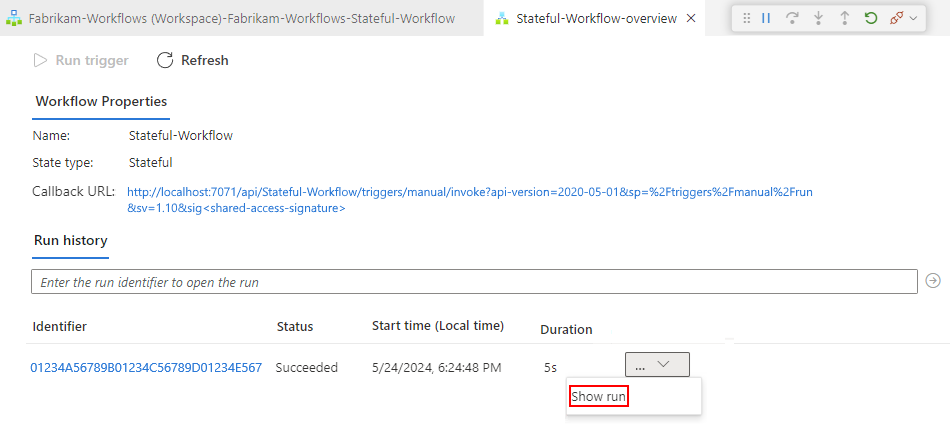 Fabrikam-Workflows (Workspace)-Fabrikam-Workflows-Stateful-Workflow
Stateful-Workflow-overview
Run trigger
Refresh
Workflow Properties
Name:
Stateful-Workflow
State type:
Stateful
Callback URL:
http://localhost:7071/api/Stateful-Workflow/triggers/manual/invoke?api-version=2020-05-01&sp=%2Ftriggers%2Fmanual%2Frun
&sv=1.10&sig<shared-access-signature>
Run history
Enter the run identifier to open the run
Identifier
Status
Start time (Local time)
Duration
01234A56789B01234C56789D01234E567
Succeeded
5/24/2024, 6:24:48 PM
5s
...
Show run